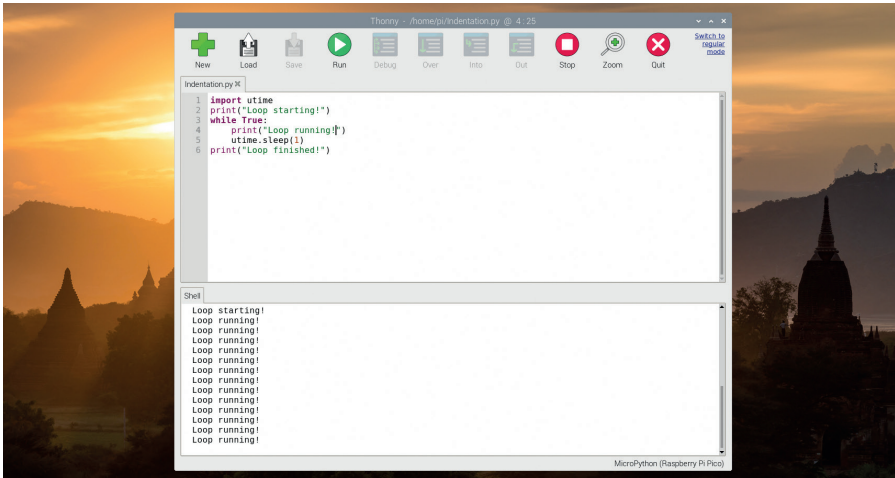 Thonny - /home/pi/Indentation.py @ 4:25
New Load Save Run Debug Over Into Out Stop Zoom Quit
Switch to
regular
mode
Indentation.py
1 import utime
2 print("Loop starting!")
3 while True:
4     print("Loop running!")
5     utime.sleep(1)
6 print("Loop finished!")
Shell
Loop starting!
Loop running!
Loop running!
Loop running!
Loop running!
Loop running!
Loop running!
Loop running!
Loop running!
Loop running!
Loop running!
Loop running!
Loop running!
Loop running!
MicroPython (Raspberry Pi Pico)